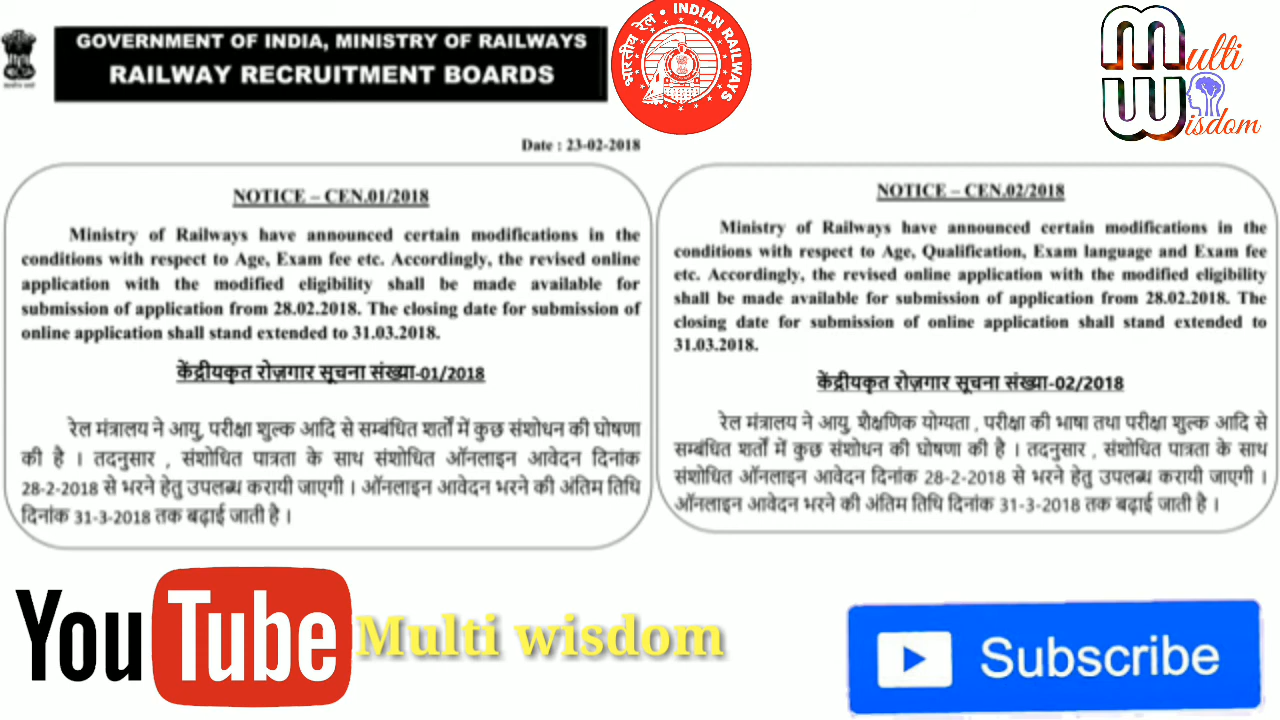 GOVERNMENT OF INDIA, MINISTRY OF RAILWAYS
RAILWAY RECRUITMENT BOARDS
भारतीय रेल • INDIAN RAILWAYS
Multi
Wisdom
Date : 23-02-2018
NOTICE – CEN.01/2018
Ministry of Railways have announced certain modifications in the
conditions with respect to Age, Exam fee etc. Accordingly, the revised online
application with the modified eligibility shall be made available for
submission of application from 28.02.2018. The closing date for submission of
online application shall stand extended to 31.03.2018.
केंद्रीयकृत रोज़गार सूचना संख्या-01/2018
रेल मंत्रालय ने आयु, परीक्षा शुल्क आदि से सम्बंधित शर्तों में कुछ संशोधन की घोषणा
की है । तदनुसार , संशोधित पात्रता के साथ संशोधित ऑनलाइन आवेदन दिनांक
28-2-2018 से भरने हेतु उपलब्ध करायी जाएगी । ऑनलाइन आवेदन भरने की अंतिम तिथि
दिनांक 31-3-2018 तक बढ़ाई जाती है ।
NOTICE – CEN.02/2018
Ministry of Railways have announced certain modifications in the
conditions with respect to Age, Qualification, Exam language and Exam fee
etc. Accordingly, the revised online application with the modified eligibility
shall be made available for submission of application from 28.02.2018. The
closing date for submission of online application shall stand extended to
31.03.2018.
केंद्रीयकृत रोज़गार सूचना संख्या-02/2018
रेल मंत्रालय ने आयु, शैक्षणिक योग्यता , परीक्षा की भाषा तथा परीक्षा शुल्क आदि से
सम्बंधित शर्तों में कुछ संशोधन की घोषणा की है । तदनुसार , संशोधित पात्रता के साथ
संशोधित ऑनलाइन आवेदन दिनांक 28-2-2018 से भरने हेतु उपलब्ध करायी जाएगी ।
ऑनलाइन आवेदन भरने की अंतिम तिथि दिनांक 31-3-2018 तक बढ़ाई जाती है ।
YouTube
Multi wisdom
Subscribe